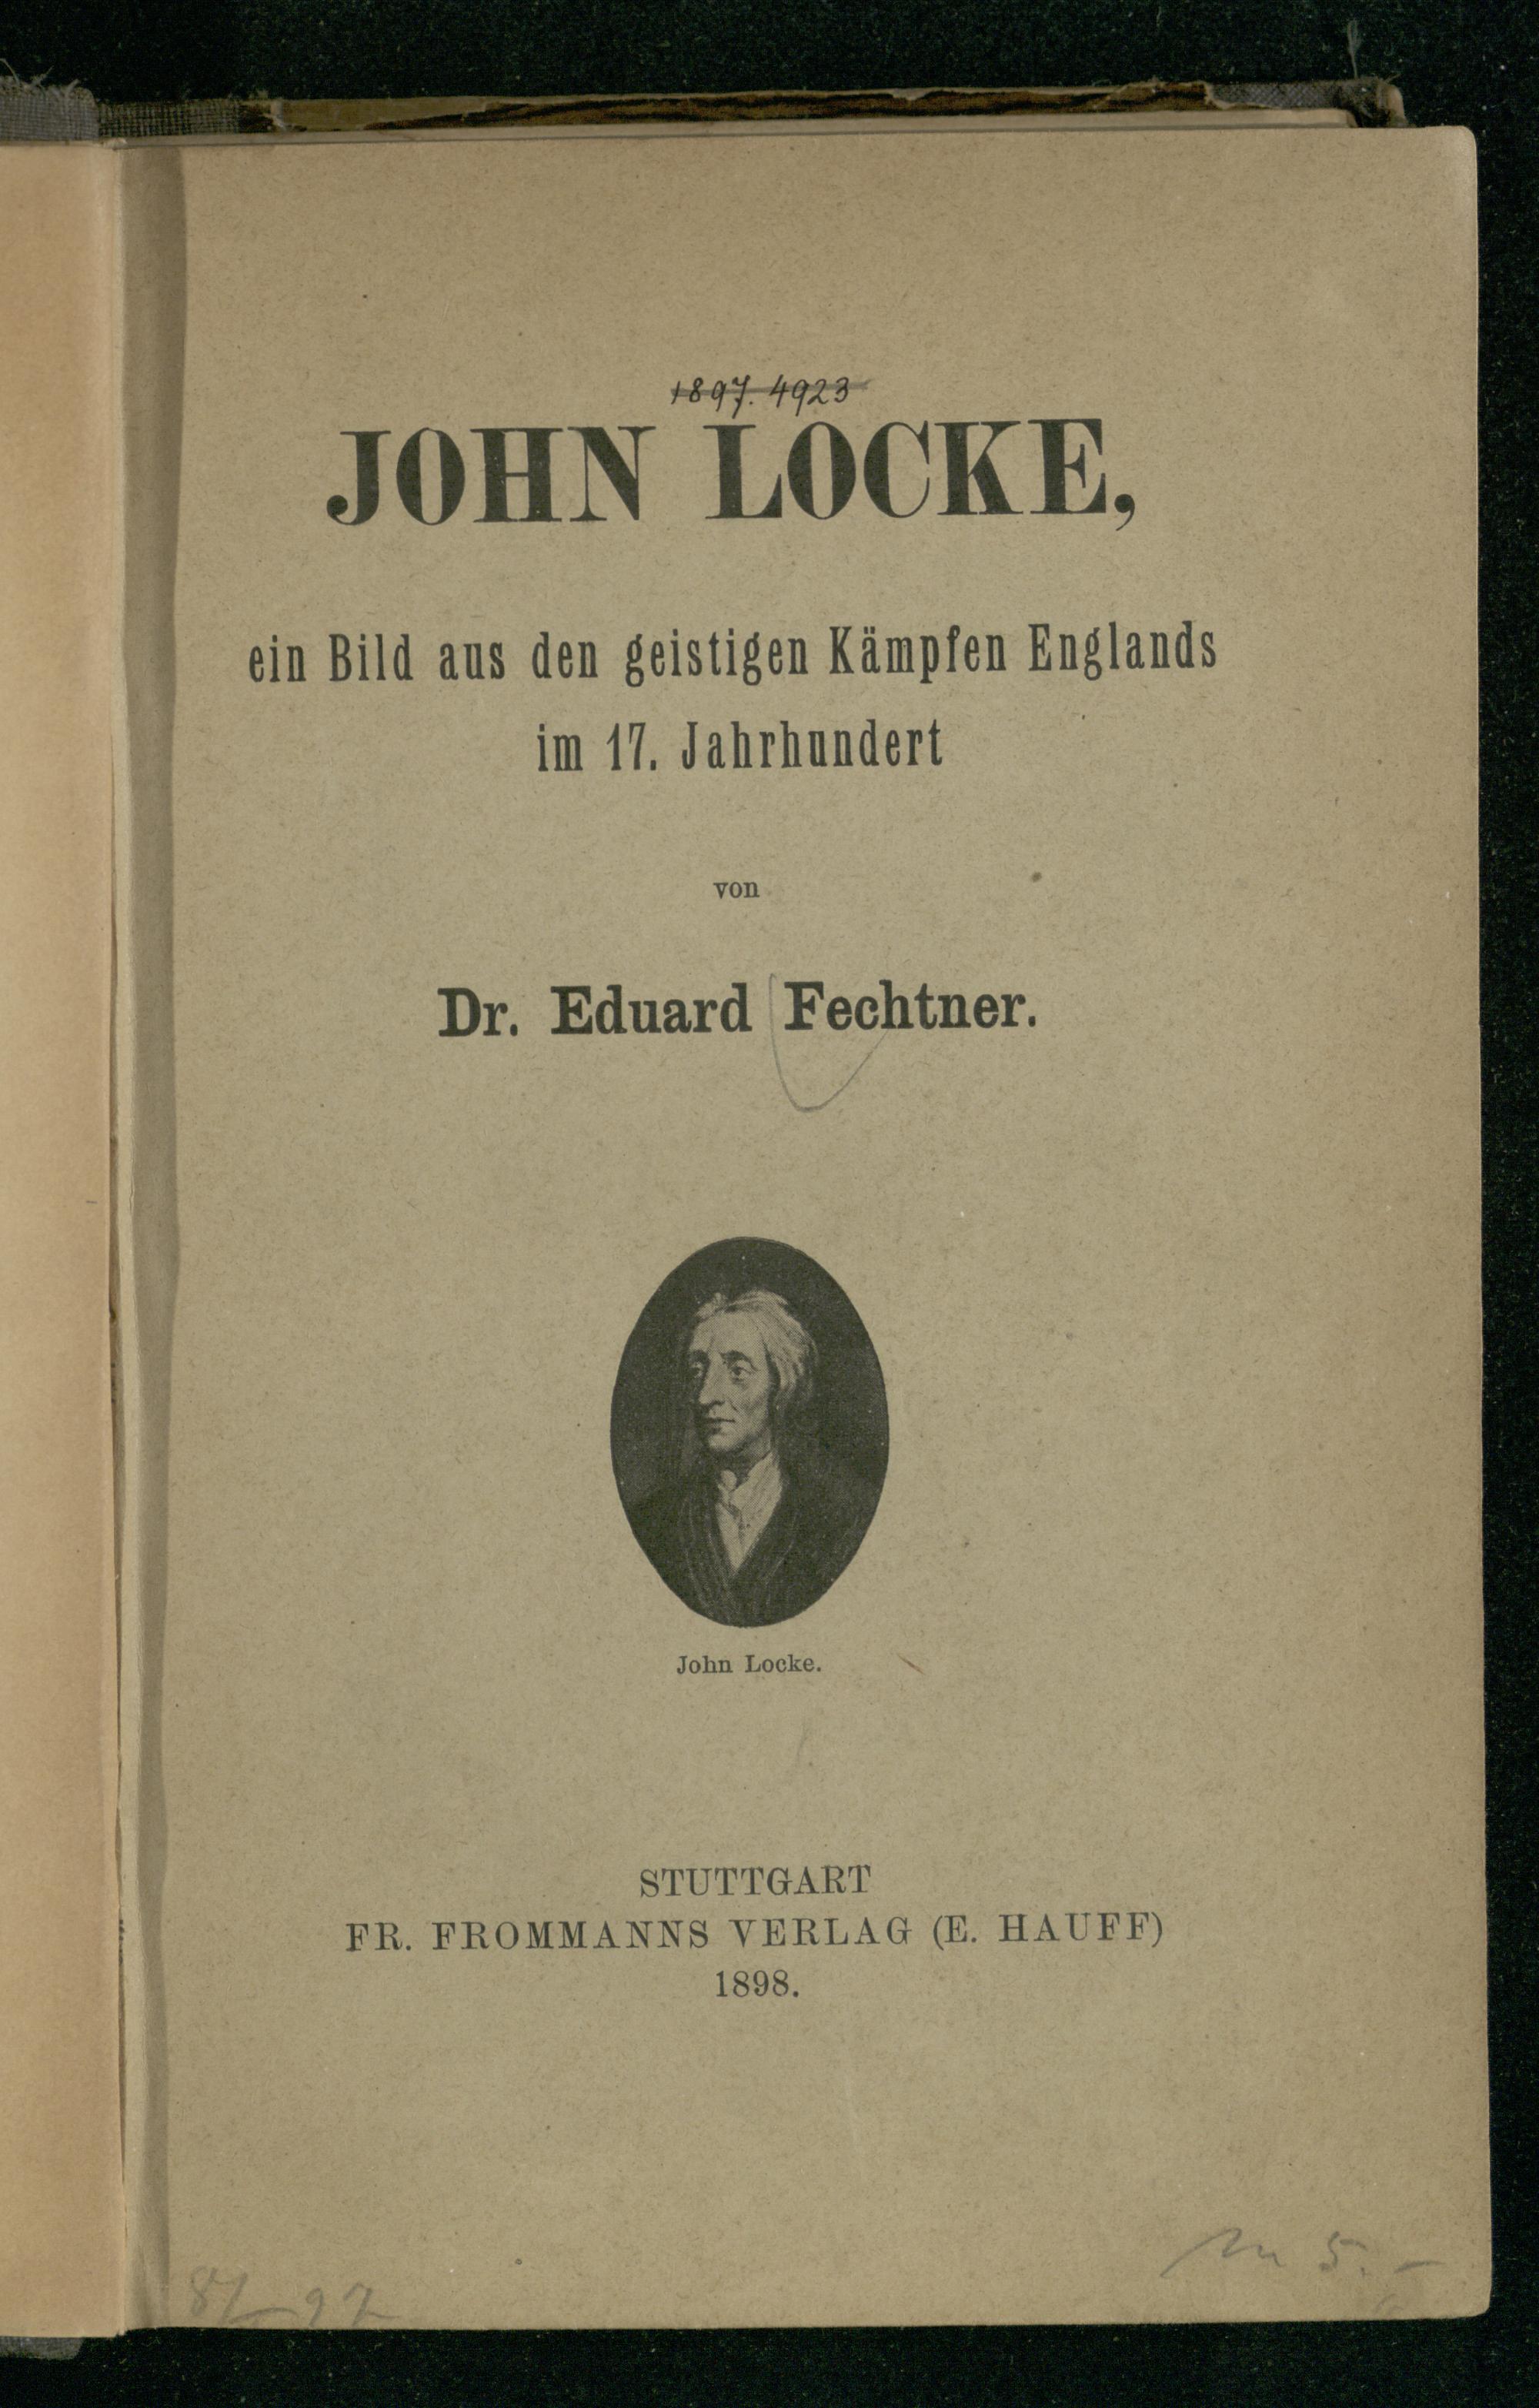 1897. 4923
JOHN LOCKE,
ein Bild aus den geistigen Kämpfen Englands
im 17. Jahrhundert
von
Dr. Eduard Fechtner.
John Locke.
STUTTGART
FR. FROMMANNS VERLAG (E. HAUFF)
1898.
5.-